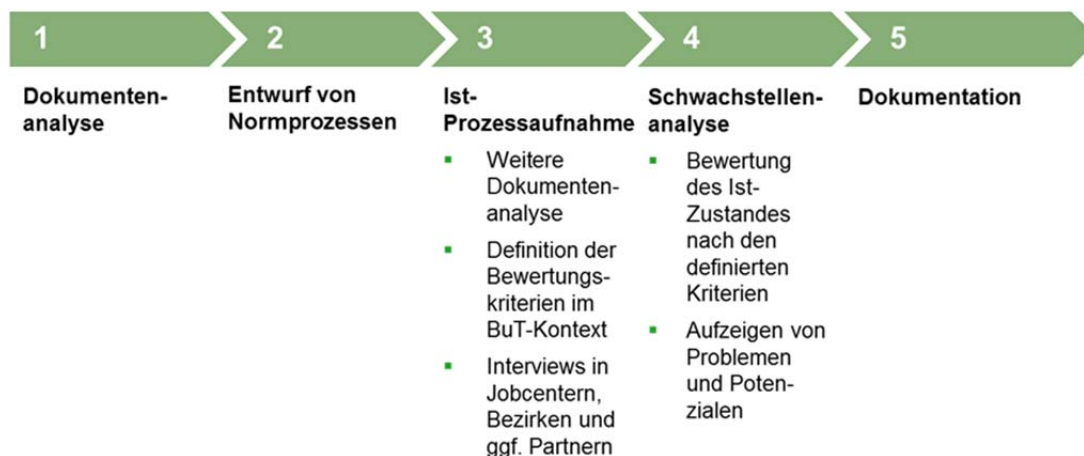 1
Dokumenten-
analyse
2
Entwurf von
Normprozessen
3
Ist-
Prozessaufnahme
▪ Weitere
Dokumenten-
analyse
▪ Definition der
Bewertungs-
kriterien im
BuT-Kontext
▪ Interviews in
Jobcentern,
Bezirken und
ggf. Partnern
4
Schwachstellen-
analyse
▪ Bewertung
des Ist-
Zustandes
nach den
definierten
Kriterien
▪ Aufzeigen von
Problemen
und Poten-
zialen
5
Dokumentation